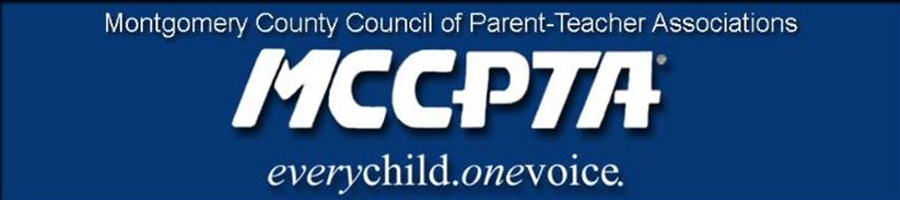 Montgomery County Council of Parent-Teacher Associations
MCCPTA®
everychild.onevoice.